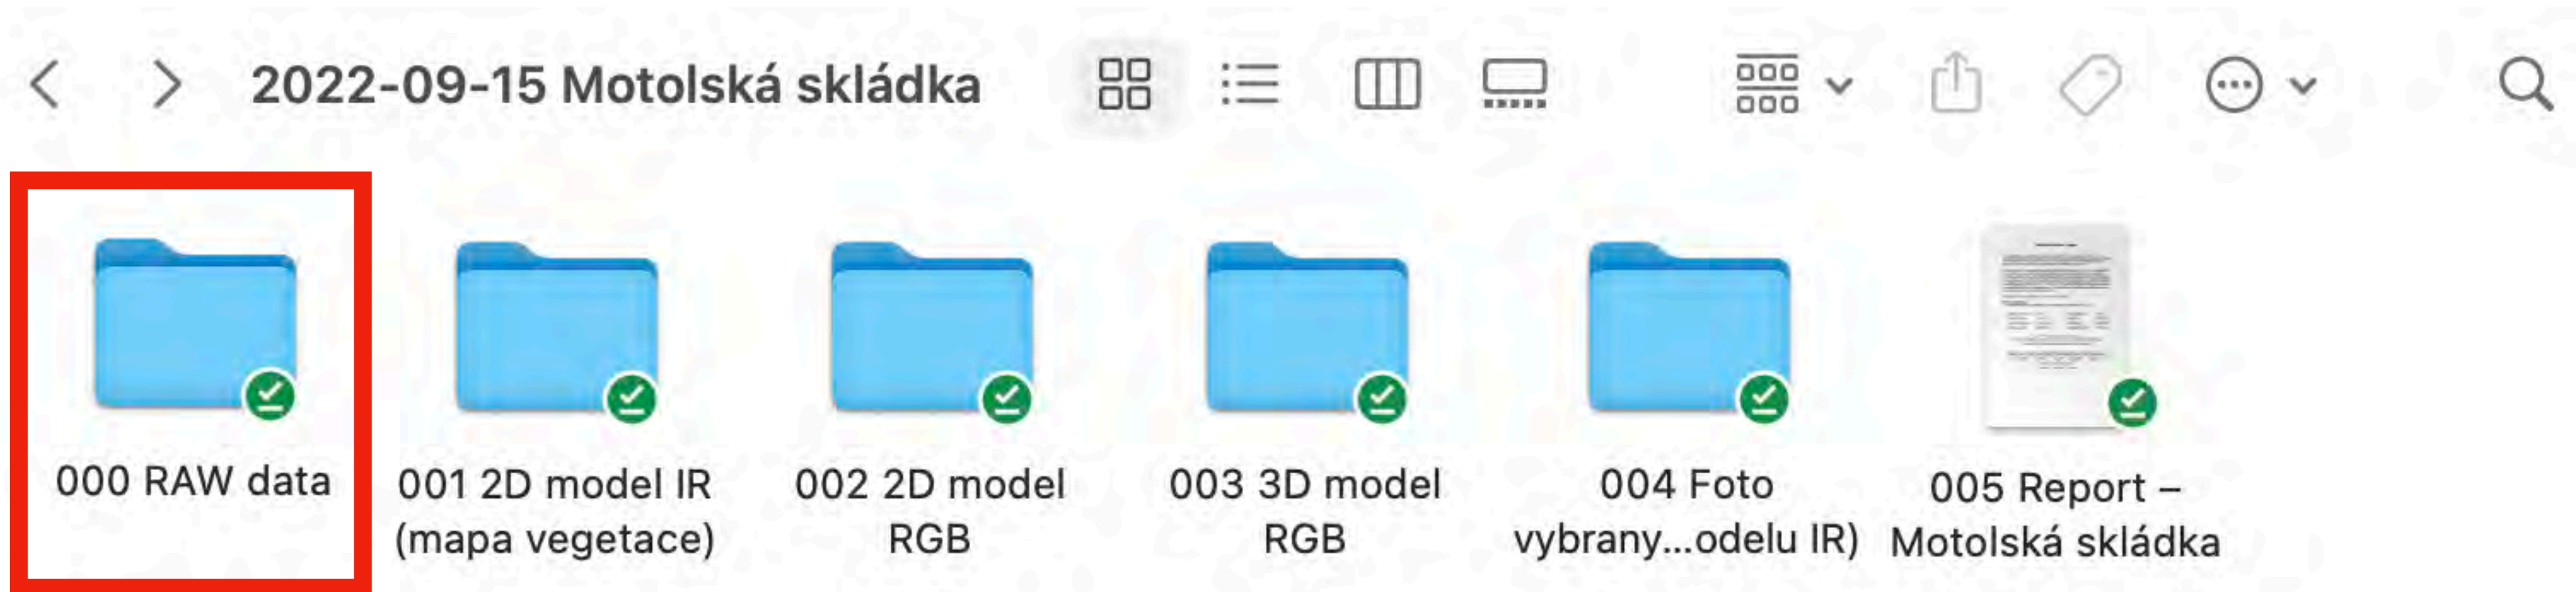 2022-09-15 Motolská skládka
000 RAW data
001 2D model IR
(mapa vegetace)
002 2D model
RGB
003 3D model
RGB
004 Foto
vybrany...odelu IR)
005 Report –
Motolská skládka